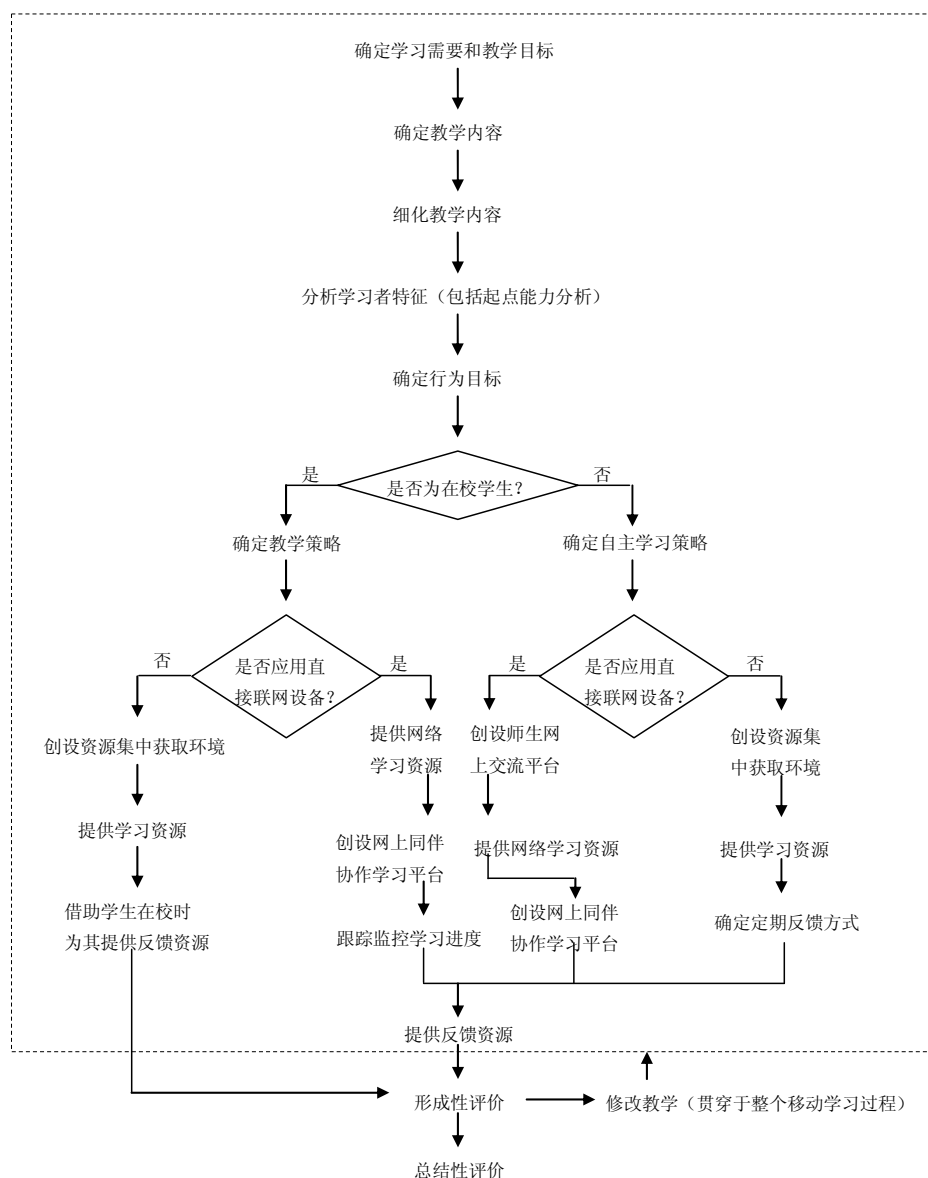 确定学习需要和教学目标
确定教学内容
细化教学内容
分析学习者特征（包括起点能力分析）
确定行为目标
是
是否为在校学生？
否
确定教学策略
确定自主学习策略
否
是否应用直
接联网设备？
是
是
是否应用直
接联网设备？
否
创设资源集中获取环境
提供网络
学习资源
创设师生网
上交流平台
创设资源集
中获取环境
提供学习资源
创设网上同伴
协作学习平台
提供网络学习资源
提供学习资源
借助学生在校时
为其提供反馈资源
跟踪监控学习进度
创设网上同伴
协作学习平台
确定定期反馈方式
提供反馈资源
形成性评价
修改教学（贯穿于整个移动学习过程）
总结性评价